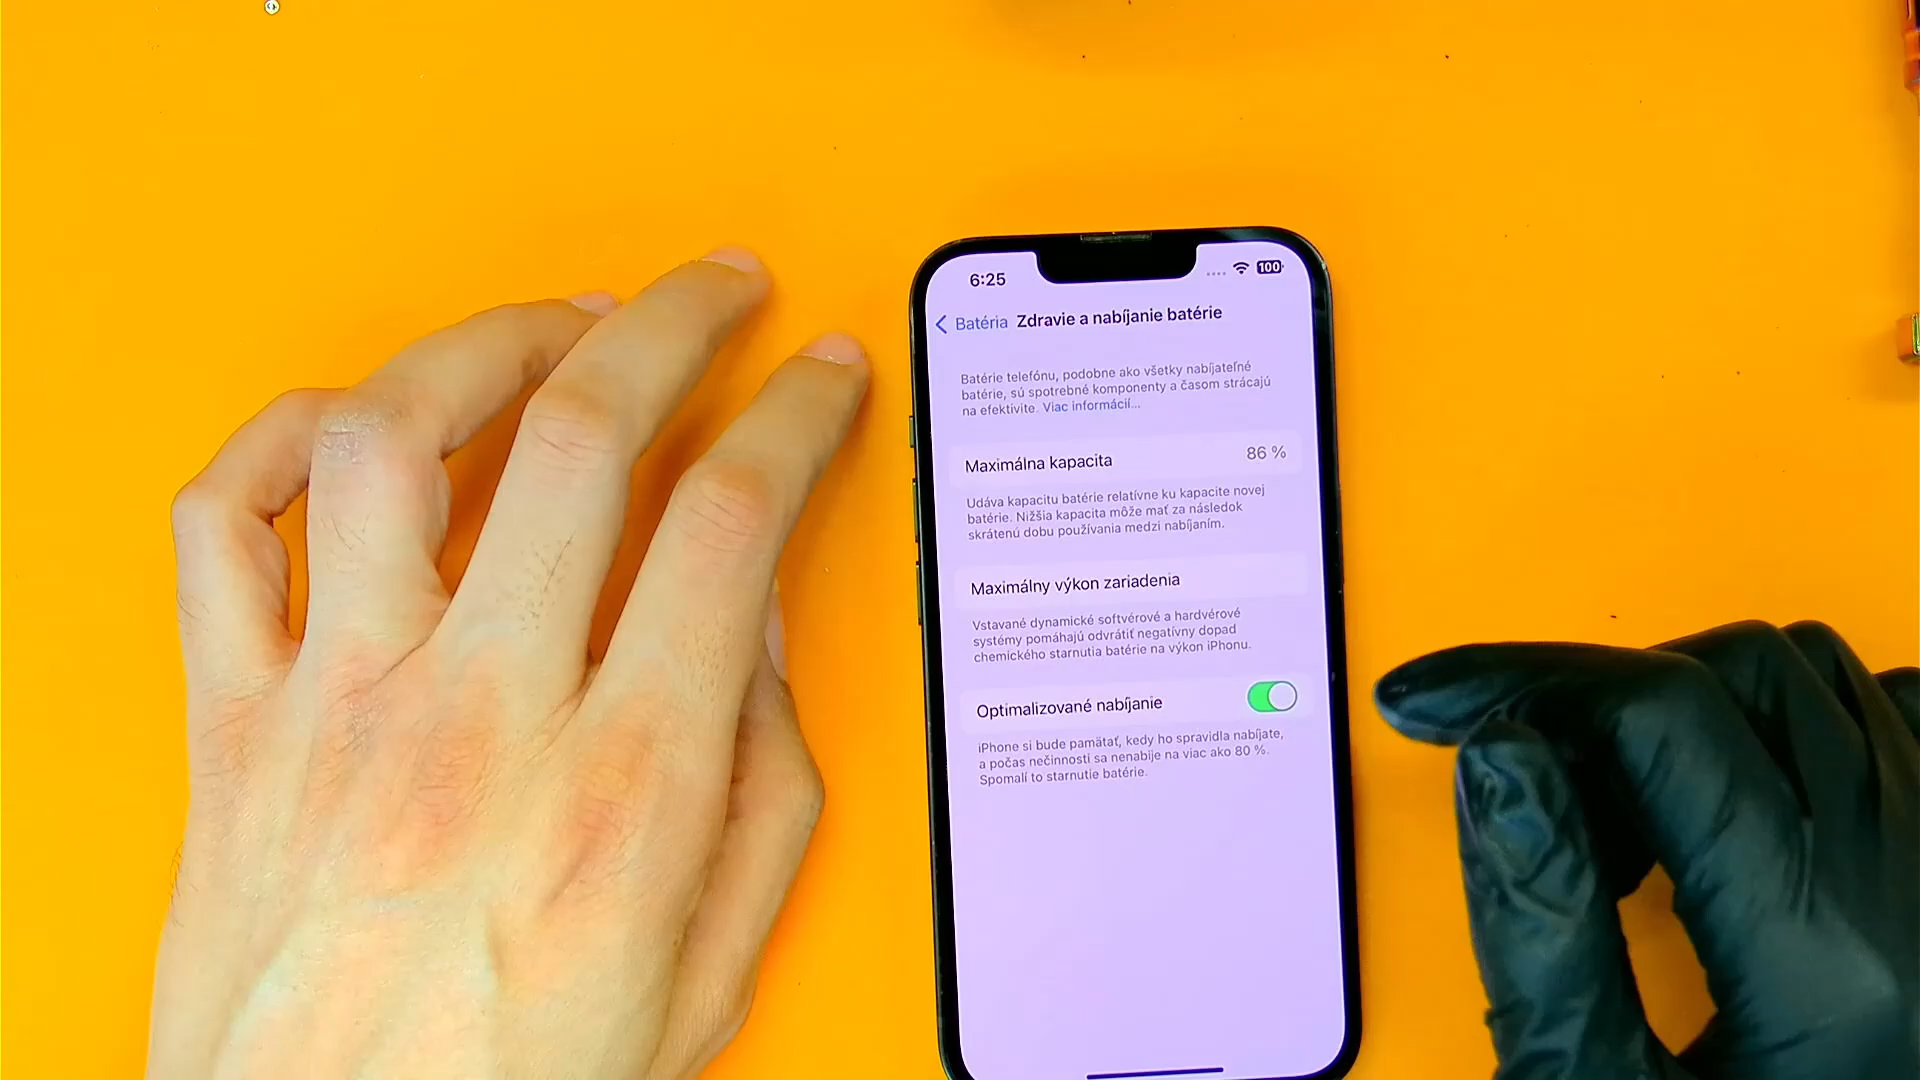 6:25
100
Batéria Zdravie a nabíjanie batérie
Batérie telefónu, podobne ako všetky nabíjateľné
batérie, sú spotrebné komponenty a časom strácajú
na efektivite. Viac informácií...
Maximálna kapacita 86 %
Udáva kapacitu batérie relatívne ku kapacite novej
batérie. Nižšia kapacita môže mať za následok
skrátenú dobu používania medzi nabíjaním.
Maximálny výkon zariadenia
Vstavané dynamické softvérové a hardvérové
systémy pomáhajú odvrátiť negatívny dopad
chemického starnutia batérie na výkon iPhonu.
Optimalizované nabíjanie
iPhone si bude pamätať, kedy ho spravidla nabíjate,
a počas nečinnosti sa nenabije na viac ako 80 %.
Spomalí to starnutie batérie.